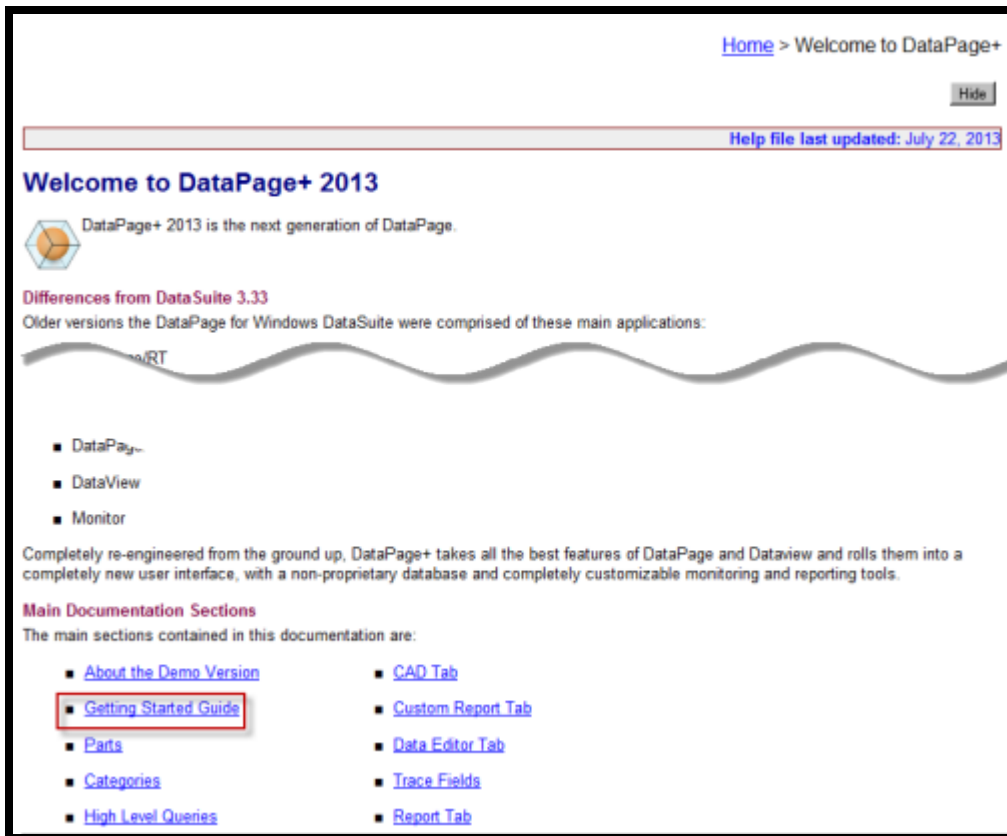 Home > Welcome to DataPage+
Hide
Help file last updated: July 22, 2013
Welcome to DataPage+ 2013
DataPage+ 2013 is the next generation of DataPage.
Differences from DataSuite 3.33
Older versions the DataPage for Windows DataSuite were comprised of these main applications:
/RT
DataView
Monitor
Completely re-engineered from the ground up, DataPage+ takes all the best features of DataPage and Dataview and rolls them into a
completely new user interface, with a non-proprietary database and completely customizable monitoring and reporting tools.
Main Documentation Sections
The main sections contained in this documentation are:
About the Demo Version
Getting Started Guide
Parts
Categories
High Level Queries
CAD Tab
Custom Report Tab
Data Editor Tab
Trace Fields
Report Tab